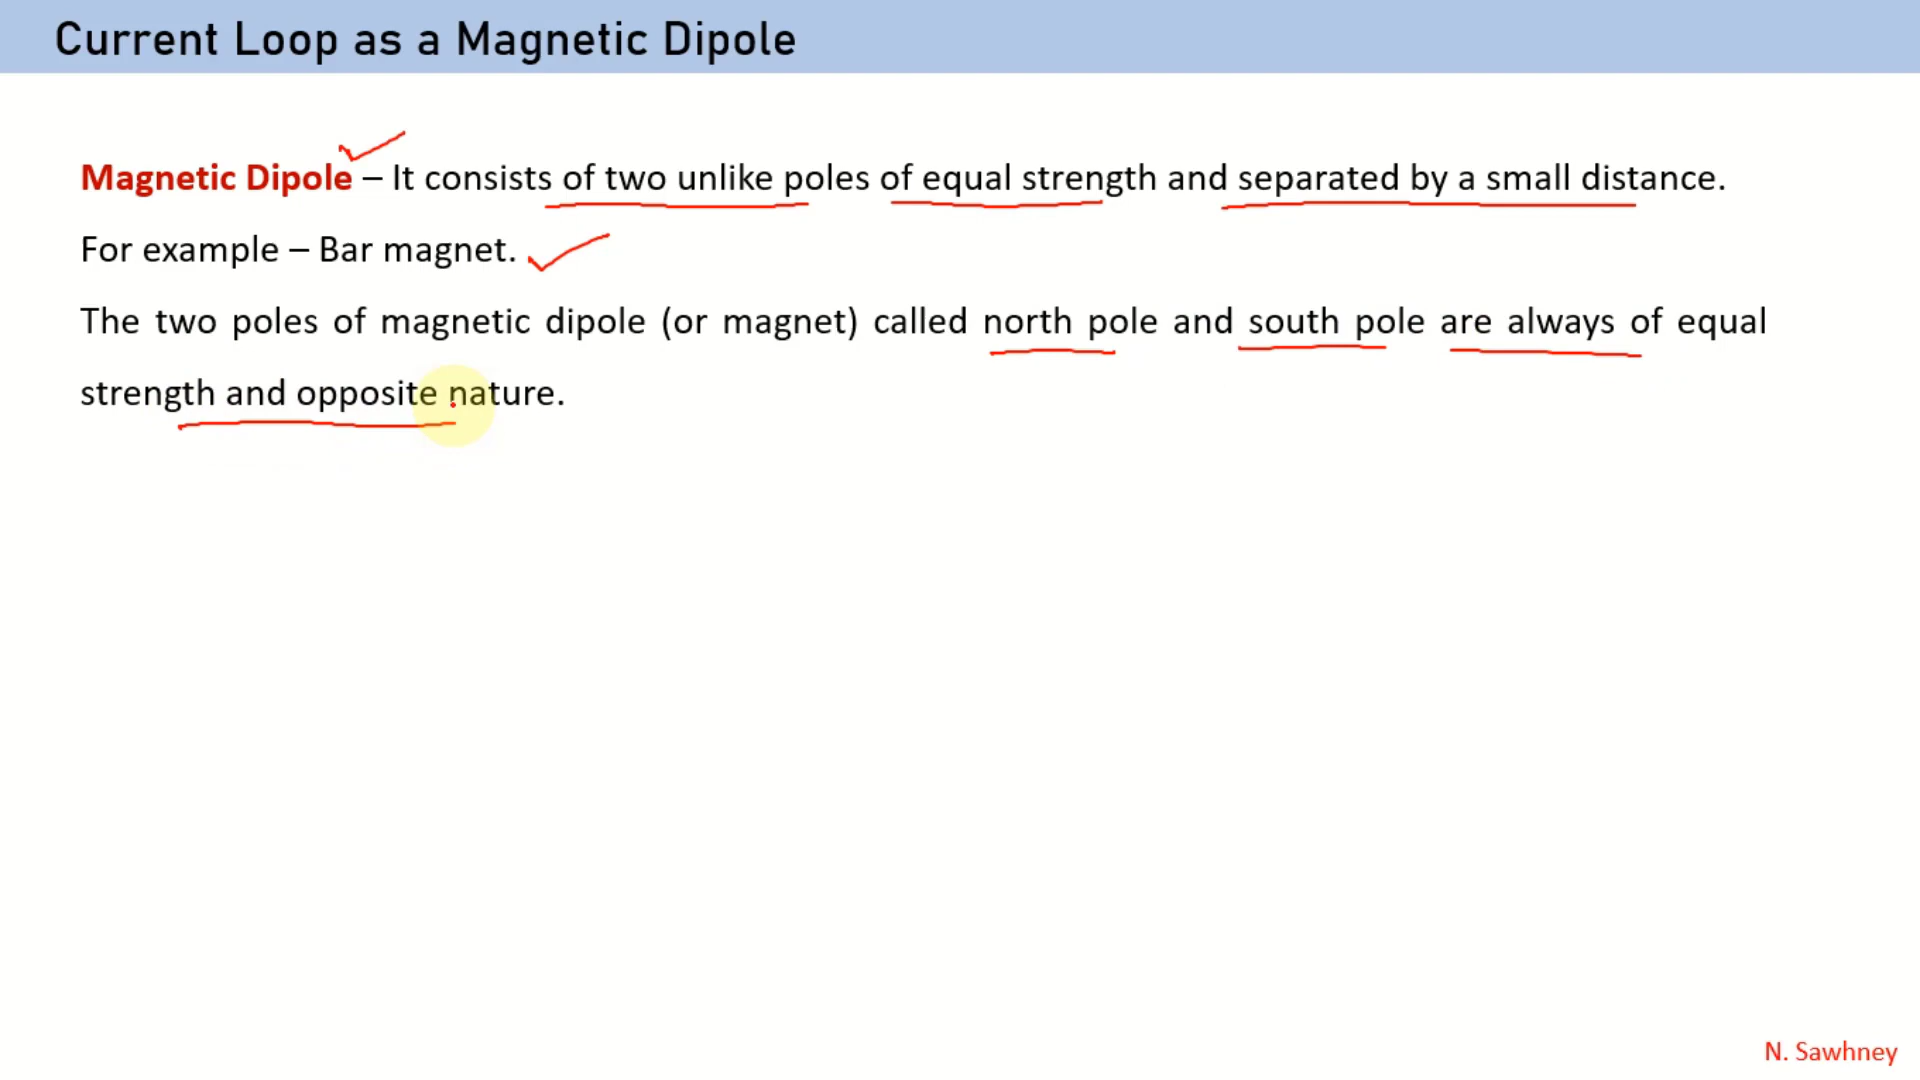 Current Loop as a Magnetic Dipole
Magnetic Dipole – It consists of two unlike poles of equal strength and separated by a small distance.
For example – Bar magnet.
The two poles of magnetic dipole (or magnet) called north pole and south pole are always of equal
strength and opposite nature.
N. Sawhney